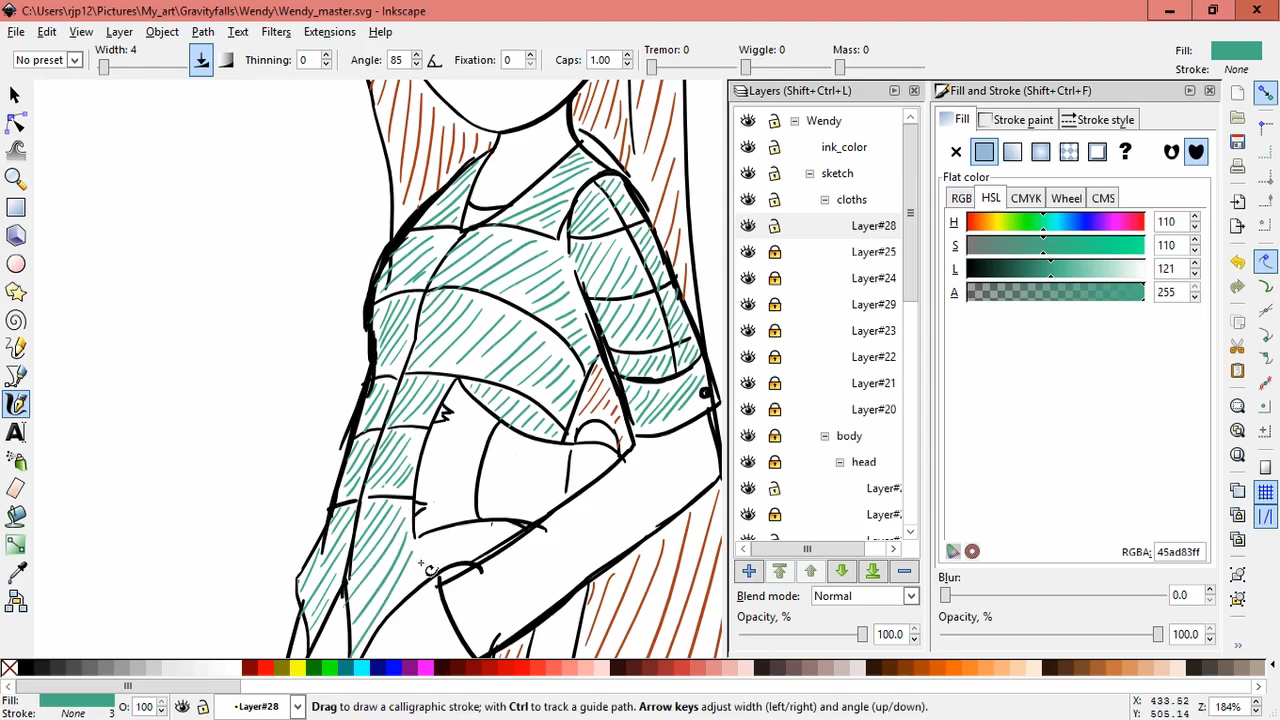 C:\Users\rjp12\Pictures\My_art\Gravityfalls\Wendy\Wendy_master.svg - Inkscape
File Edit View Layer Object Path Text Filters Extensions Help
No preset Width: 4 Thinning: 0 Angle: 85 Fixation: 0 Caps: 1.00 Tremor: 0 Wiggle: 0 Mass: 0 Fill:
Stroke: None
Layers (Shift+Ctrl+L)
Wendy
ink_color
sketch
cloths
Layer#28
Layer#25
Layer#24
Layer#29
Layer#23
Layer#22
Layer#21
Layer#20
body
head
Layer#
Layer#
Blend mode: Normal
Opacity, %
100.0
Fill and Stroke (Shift+Ctrl+F)
Fill Stroke paint Stroke style
?
Flat color
RGB HSL CMYK Wheel CMS
H 110
S 110
L 121
A 255
RGBA: 45ad83ff
Blur:
0.0
Opacity, %
100.0
Fill:
Stroke: None 3
O: 100
•Layer#28
Drag to draw a calligraphic stroke; with Ctrl to track a guide path. Arrow keys adjust width (left/right) and angle (up/down).
X: 433.52
Y: 505.14
Z: 184%